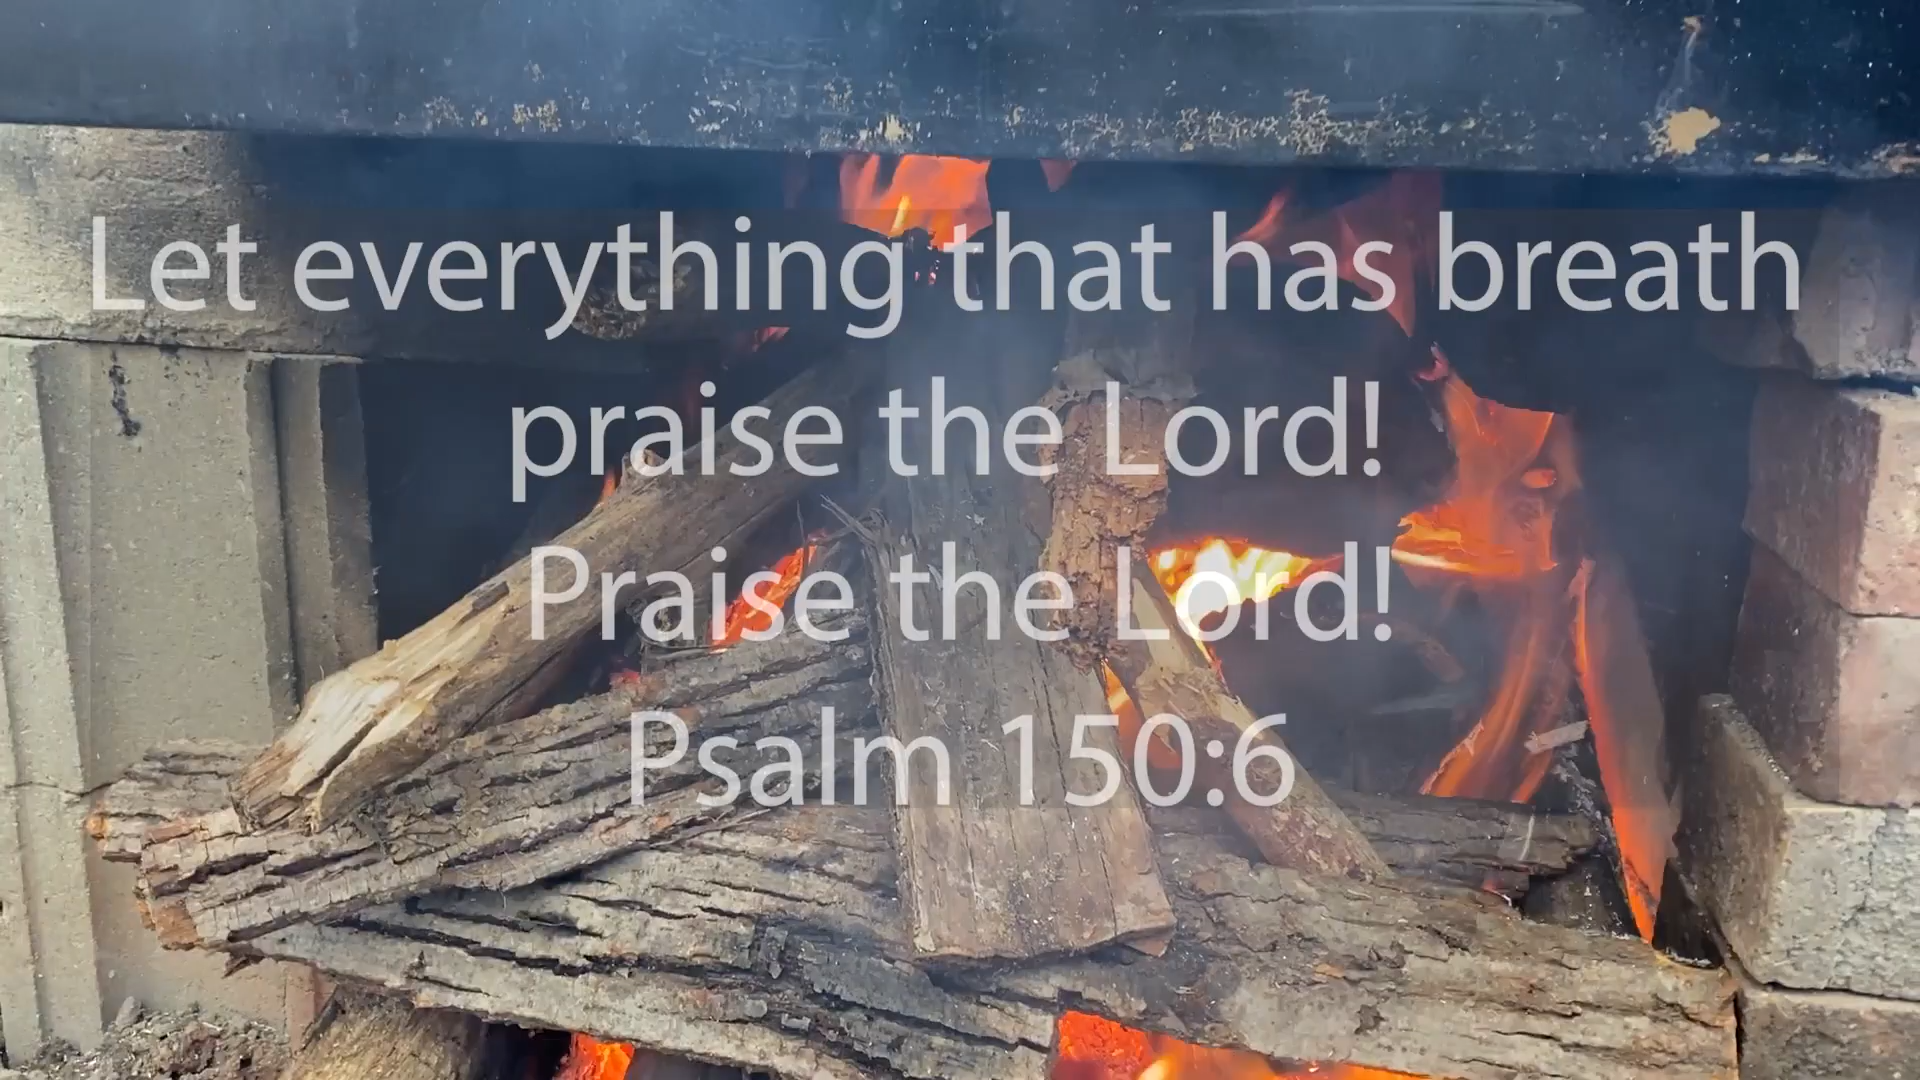 Let everything that has breath
praise the Lord!
Praise the Lord!
Psalm 150:6